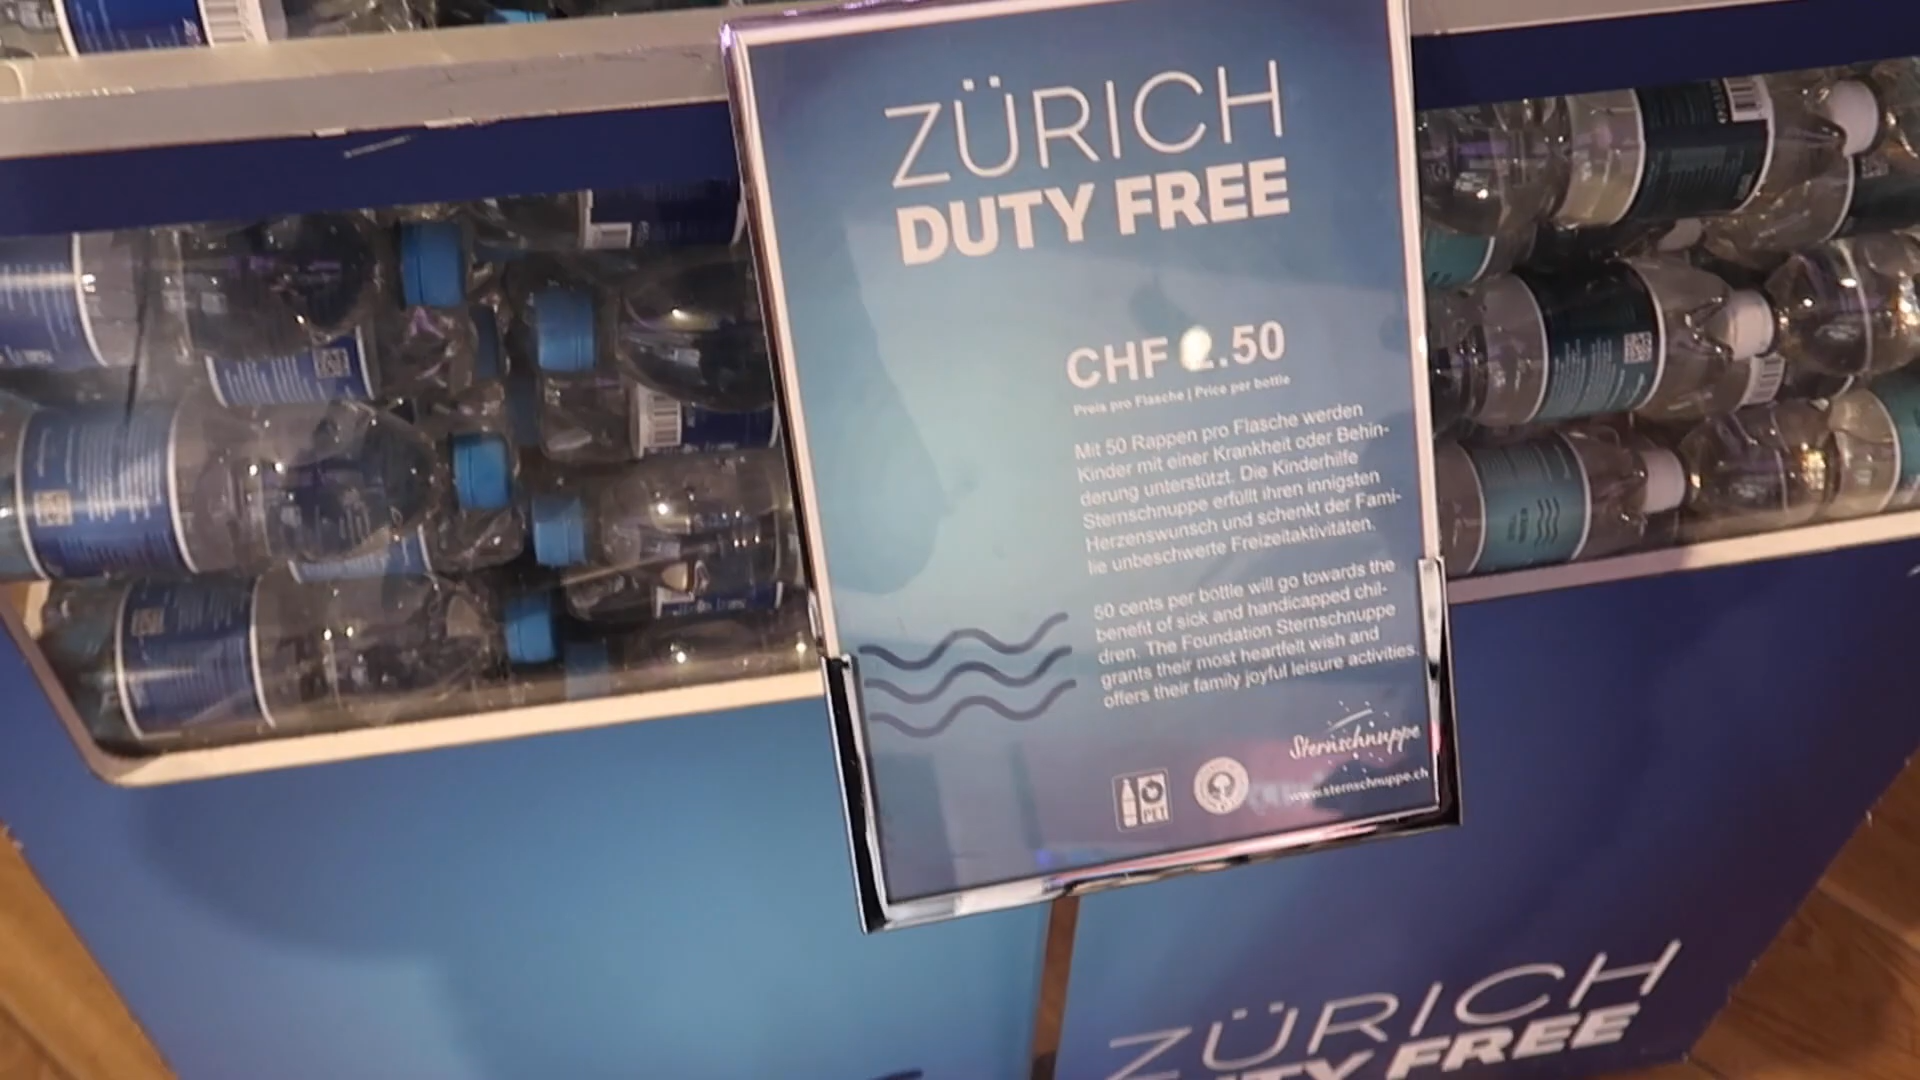 ZÜRICH
DUTY FREE
CHF .50
Preis pro Flasche | Price per bottle
Mit 50 Rappen pro Flasche werden
Kinder mit einer Krankheit oder Behin-
derung unterstützt. Die Kinderhilfe
Sternschnuppe erfüllt ihren innigsten
Herzenswunsch und schenkt der Fami-
lie unbeschwerte Freizeitaktivitäten.
50 cents per bottle will go towards the
benefit of sick and handicapped chil-
dren. The Foundation Sternschnuppe
grants their most heartfelt wish and
offers their family joyful leisure activities.
Sternschnuppe
www.sternschnuppe.ch
PET
ZÜRICH
DUTY FREE